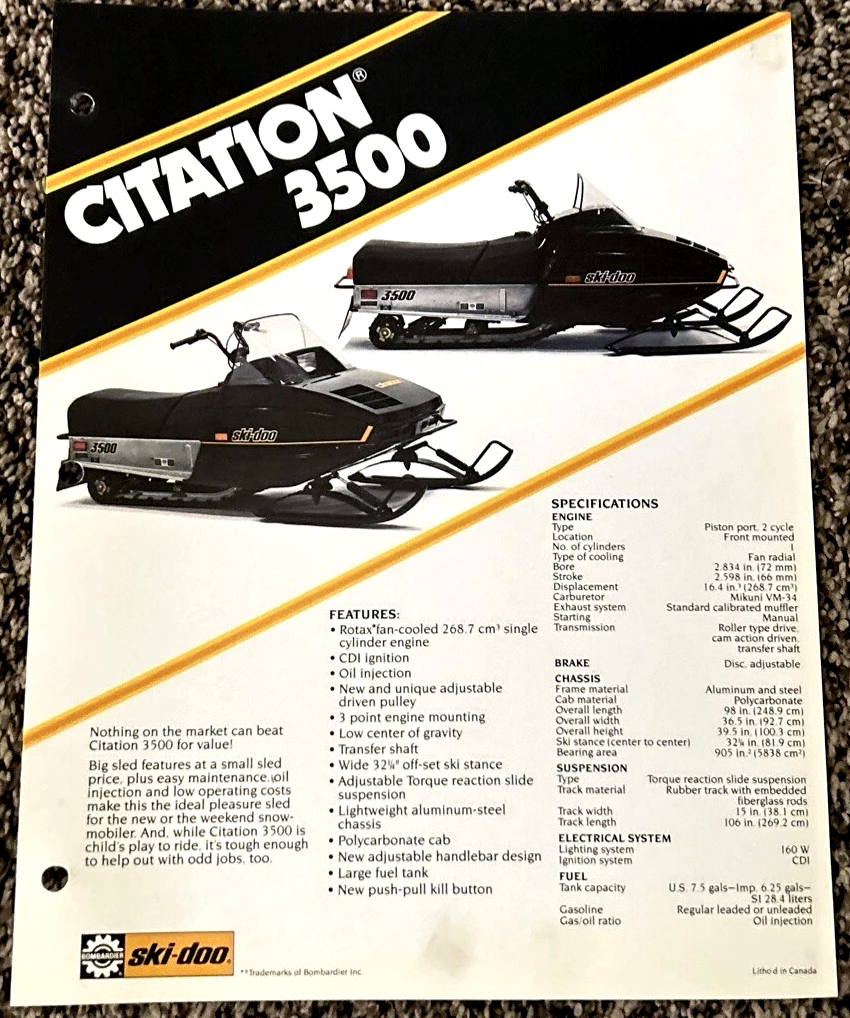 CITATION®
3500
ski-doo
3500
citation
ski-doo
3500
Nothing on the market can beat
Citation 3500 for value!
Big sled features at a small sled
price, plus easy maintenance, oil
injection and low operating costs
make this the ideal pleasure sled
for the new or the weekend snow-
mobiler. And, while Citation 3500 is
child's play to ride, it's tough enough
to help out with odd jobs, too.
FEATURES:
• Rotax*fan-cooled 268.7 cm³ single
cylinder engine
• CDI ignition
• Oil injection
• New and unique adjustable
driven pulley
• 3 point engine mounting
• Low center of gravity
• Transfer shaft
• Wide 32¼" off-set ski stance
• Adjustable Torque reaction slide
suspension
• Lightweight aluminum-steel
chassis
• Polycarbonate cab
• New adjustable handlebar design
• Large fuel tank
• New push-pull kill button
SPECIFICATIONS
ENGINE
Type Piston port, 2 cycle
Location Front mounted
No. of cylinders 1
Type of cooling Fan radial
Bore 2.834 in. (72 mm)
Stroke 2.598 in. (66 mm)
Displacement 16.4 in.³ (268.7 cm³)
Carburetor Mikuni VM-34
Exhaust system Standard calibrated muffler
Starting Manual
Transmission Roller type drive,
cam action driven,
transfer shaft
BRAKE Disc, adjustable
CHASSIS
Frame material Aluminum and steel
Cab material Polycarbonate
Overall length 98 in. (248.9 cm)
Overall width 36.5 in. (92.7 cm)
Overall height 39.5 in. (100.3 cm)
Ski stance (center to center) 32¼ in. (81.9 cm)
Bearing area 905 in.² (5838 cm²)
SUSPENSION
Type Torque reaction slide suspension
Track material Rubber track with embedded
fiberglass rods
Track width 15 in. (38.1 cm)
Track length 106 in. (269.2 cm)
ELECTRICAL SYSTEM
Lighting system 160 W
Ignition system CDI
FUEL
Tank capacity U.S. 7.5 gals—Imp. 6.25 gals—
SI 28.4 liters
Gasoline Regular leaded or unleaded
Gas/oil ratio Oil injection
BOMBARDIER
ski-doo
*®Trademarks of Bombardier Inc.
Litho'd in Canada